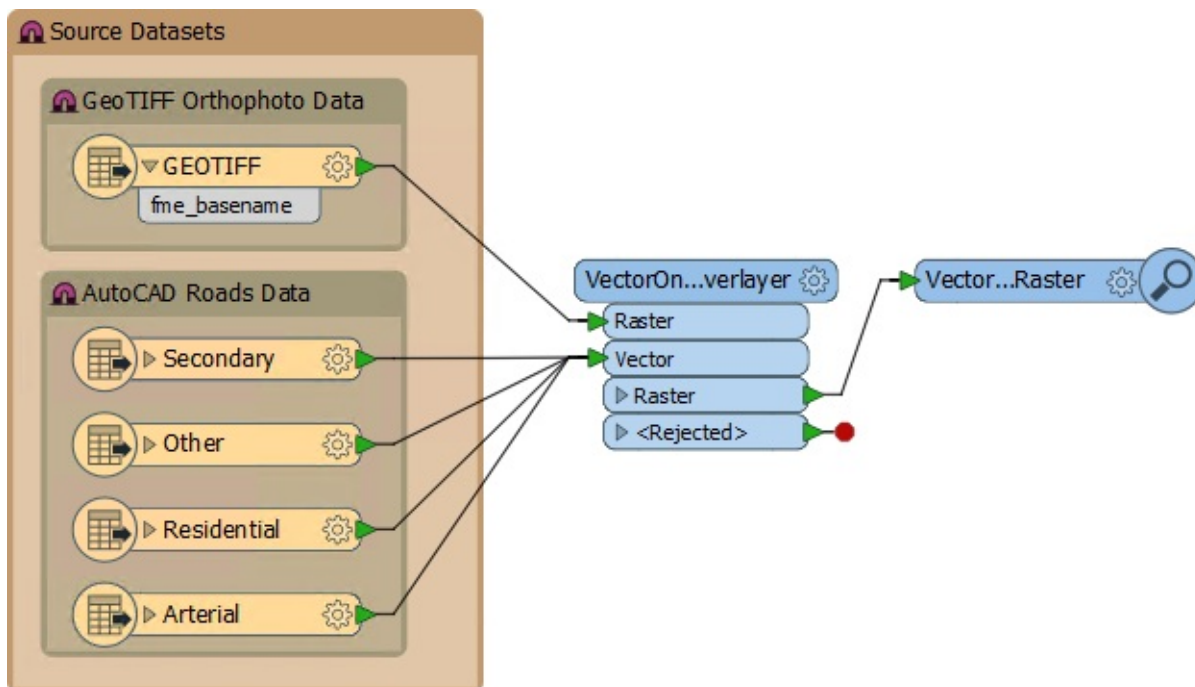 Source Datasets
GeoTIFF Orthophoto Data
GEOTIFF
fme_basename
AutoCAD Roads Data
Secondary
Other
Residential
Arterial
VectorOn...verlayer
Raster
Vector
Raster
<Rejected>
Vector...Raster